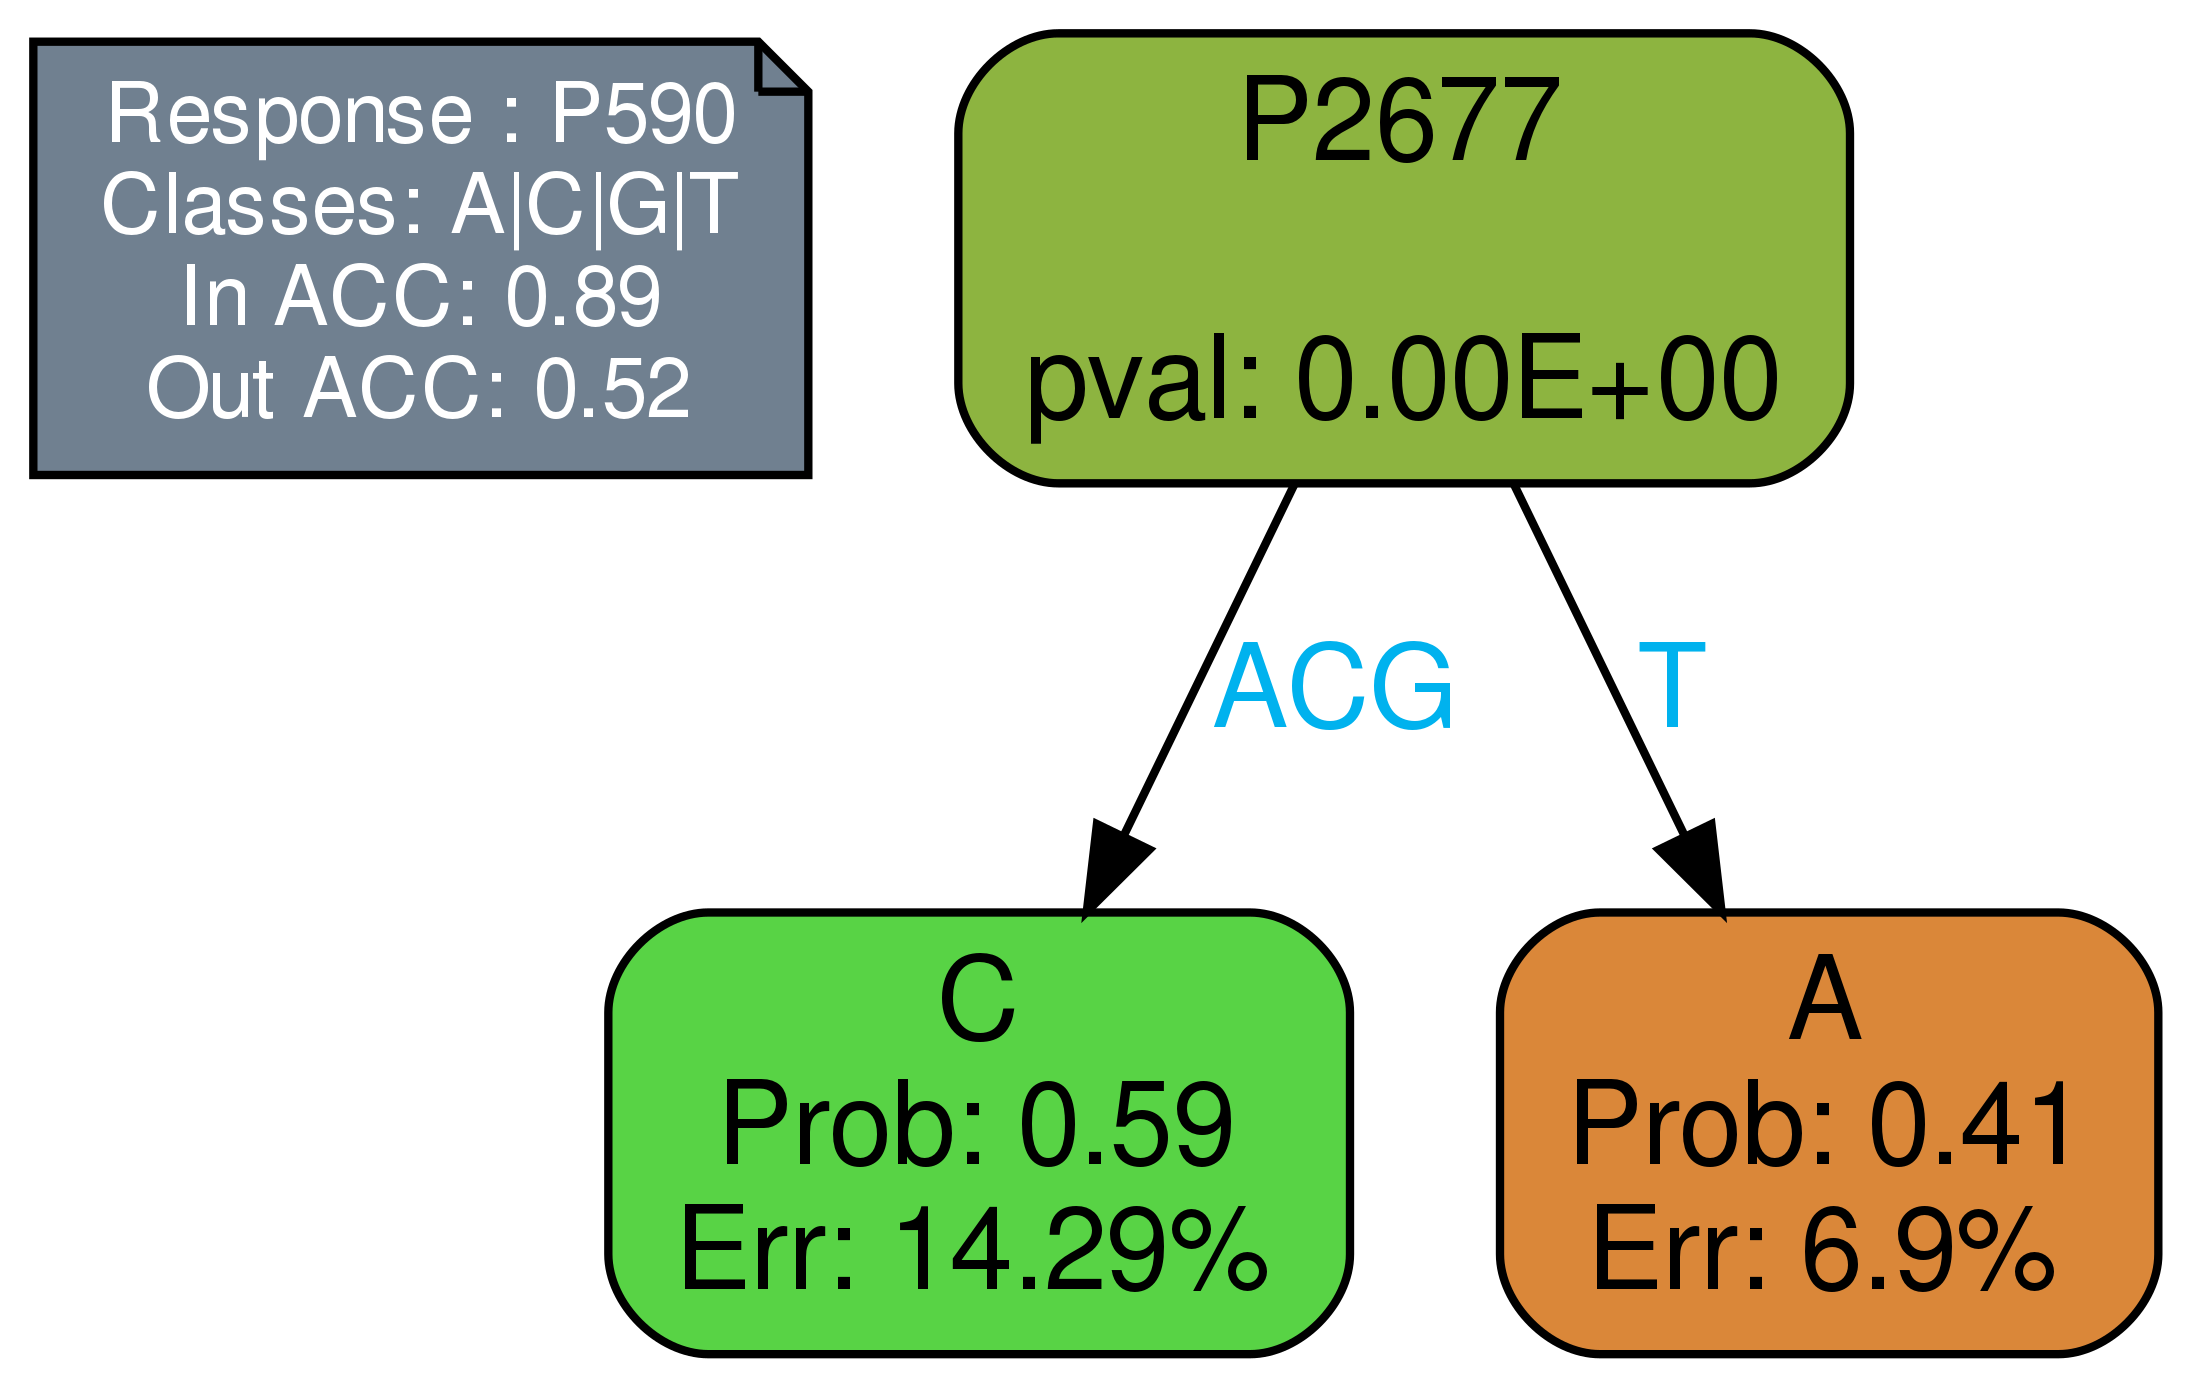 Response : P590
Classes: A|C|G|T
In ACC: 0.89
Out ACC: 0.52
P2677
pval: 0.00E+00
ACG
T
C
Prob: 0.59
Err: 14.29%
A
Prob: 0.41
Err: 6.9%